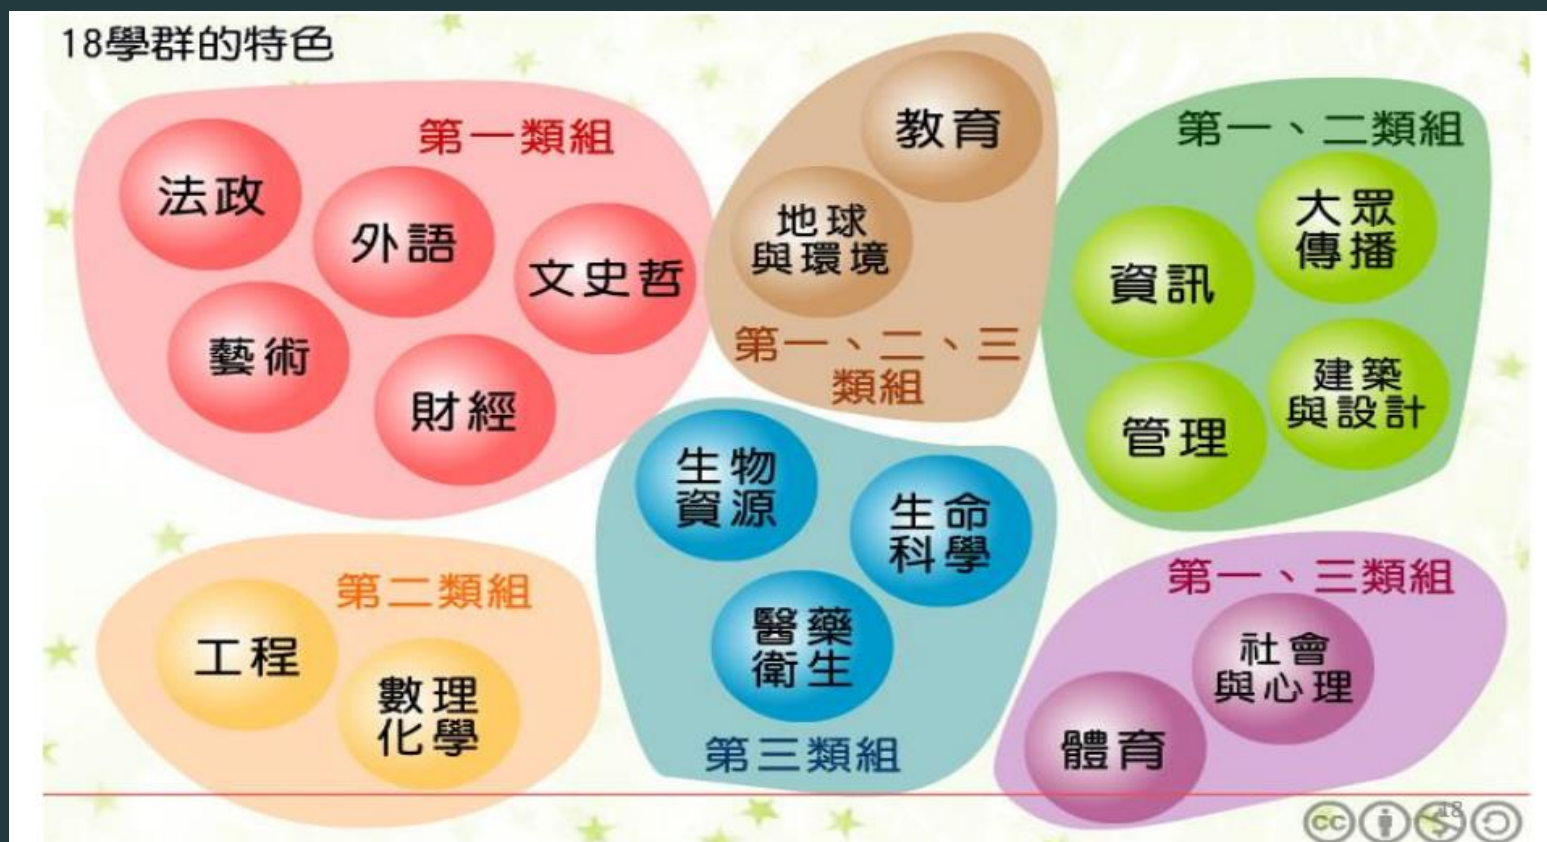 18學群的特色
第一類組
法政
外語
文史哲
藝術
財經
教育
地球
與環境
第一、二、三
類組
第一、二類組
大眾
傳播
資訊
建築
與設計
管理
生物
資源
生命
科學
醫藥
衛生
第三類組
第二類組
工程
數理
化學
第一、三類組
社會
與心理
體育
cc
18